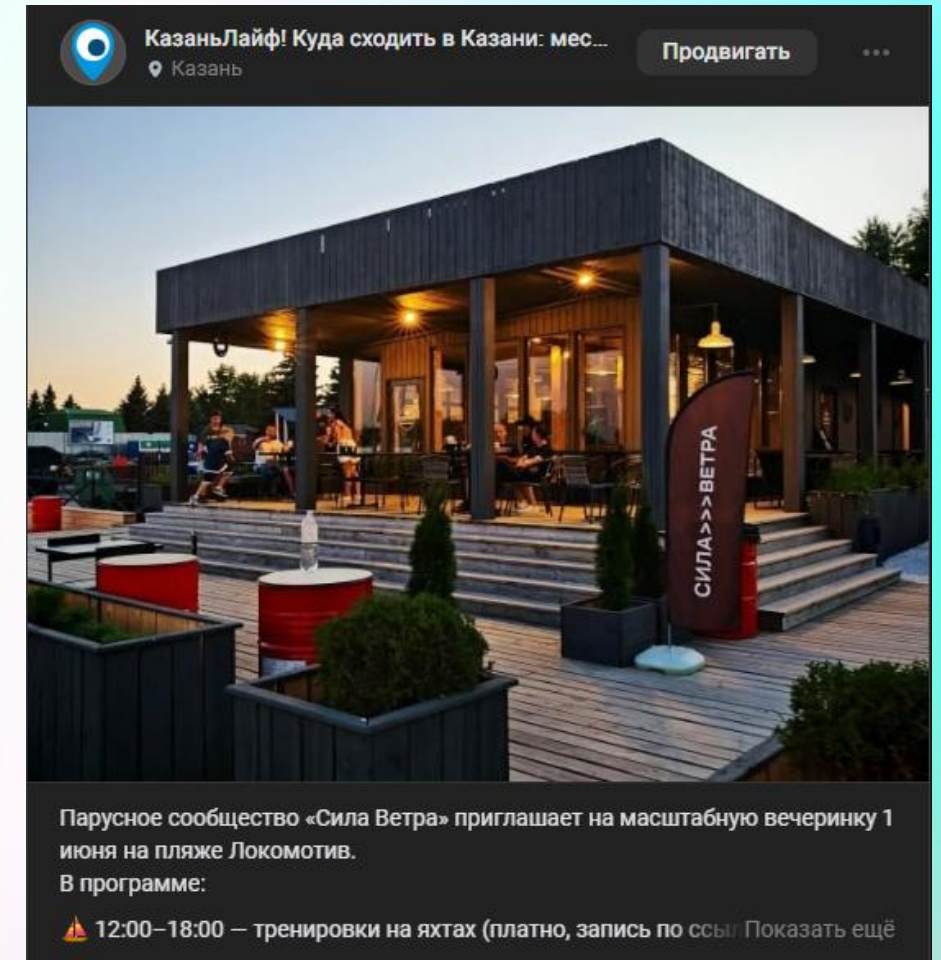 КазаньЛайф! Куда сходить в Казани: мес...
Казань
Продвигать
СИЛА>>>ВЕТРА
Парусное сообщество «Сила Ветра» приглашает на масштабную вечеринку 1
июня на пляже Локомотив.
В программе:
12:00–18:00 — тренировки на яхтах (платно, запись по ссыл Показать ещё